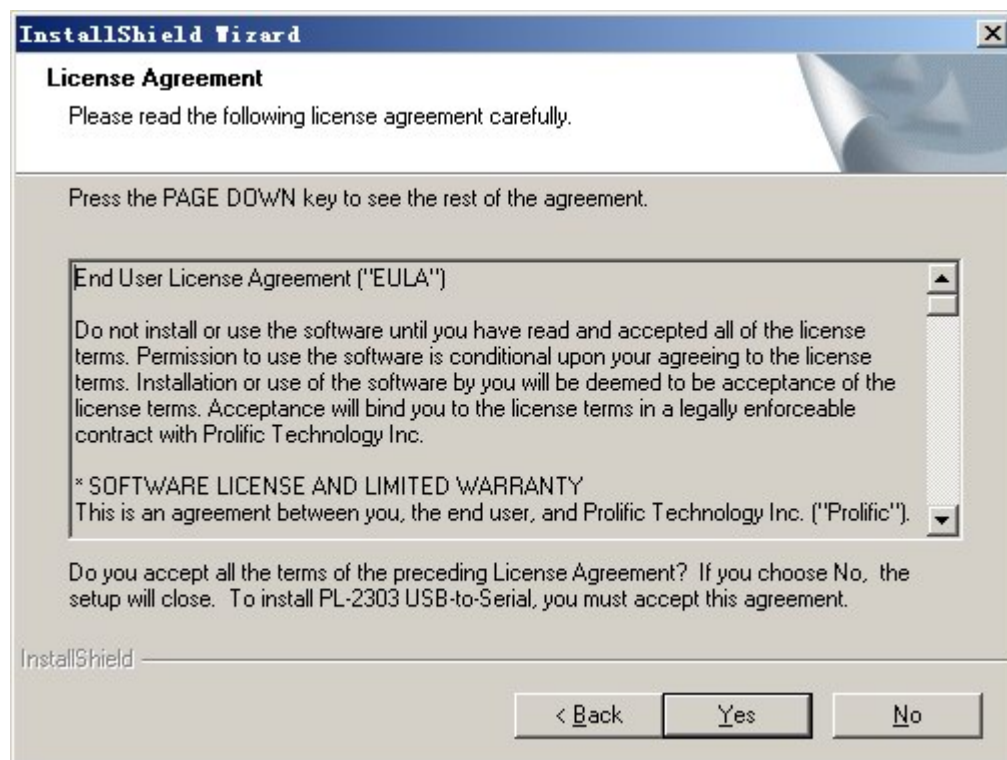 InstallShield Wizard
License Agreement
Please read the following license agreement carefully.
Press the PAGE DOWN key to see the rest of the agreement.
End User License Agreement ("EULA")
Do not install or use the software until you have read and accepted all of the license
terms. Permission to use the software is conditional upon your agreeing to the license
terms. Installation or use of the software by you will be deemed to be acceptance of the
license terms. Acceptance will bind you to the license terms in a legally enforceable
contract with Prolific Technology Inc.
* SOFTWARE LICENSE AND LIMITED WARRANTY
This is an agreement between you, the end user, and Prolific Technology Inc. ("Prolific").
Do you accept all the terms of the preceding License Agreement? If you choose No, the
setup will close. To install PL-2303 USB-to-Serial, you must accept this agreement.
InstallShield
< Back Yes No